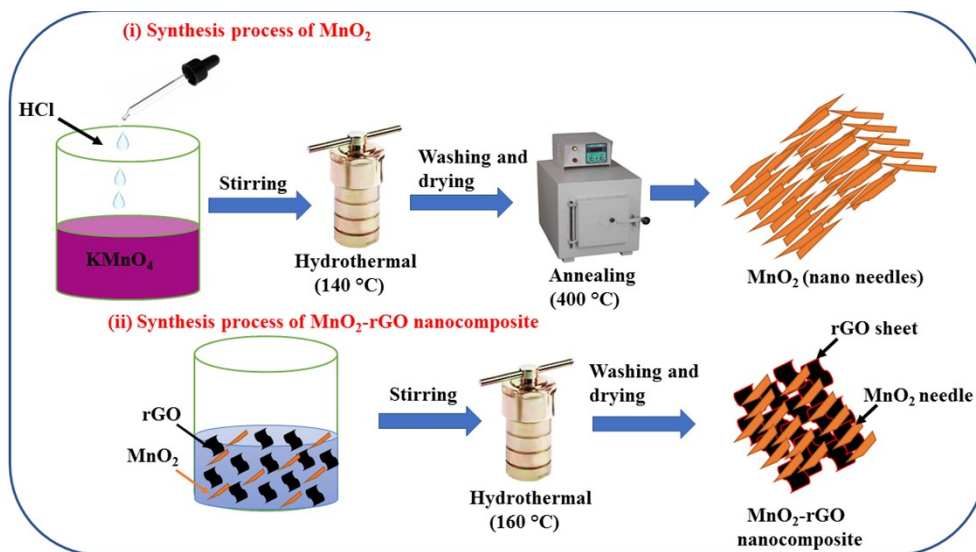 (i) Synthesis process of MnO₂
HCl
KMnO₄
Stirring
Hydrothermal
(140 °C)
Washing and
drying
Annealing
(400 °C)
MnO₂ (nano needles)
(ii) Synthesis process of MnO₂-rGO nanocomposite
rGO
MnO₂
Stirring
Hydrothermal
(160 °C)
Washing and
drying
rGO sheet
MnO₂ needle
MnO₂-rGO
nanocomposite